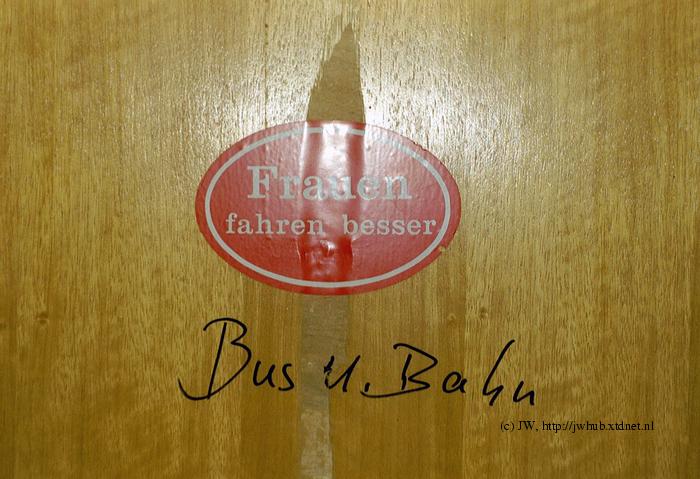 Frauen
fahren besser
Bus u. Bahn
(c) JW, http://jwhub.xtdnet.nl